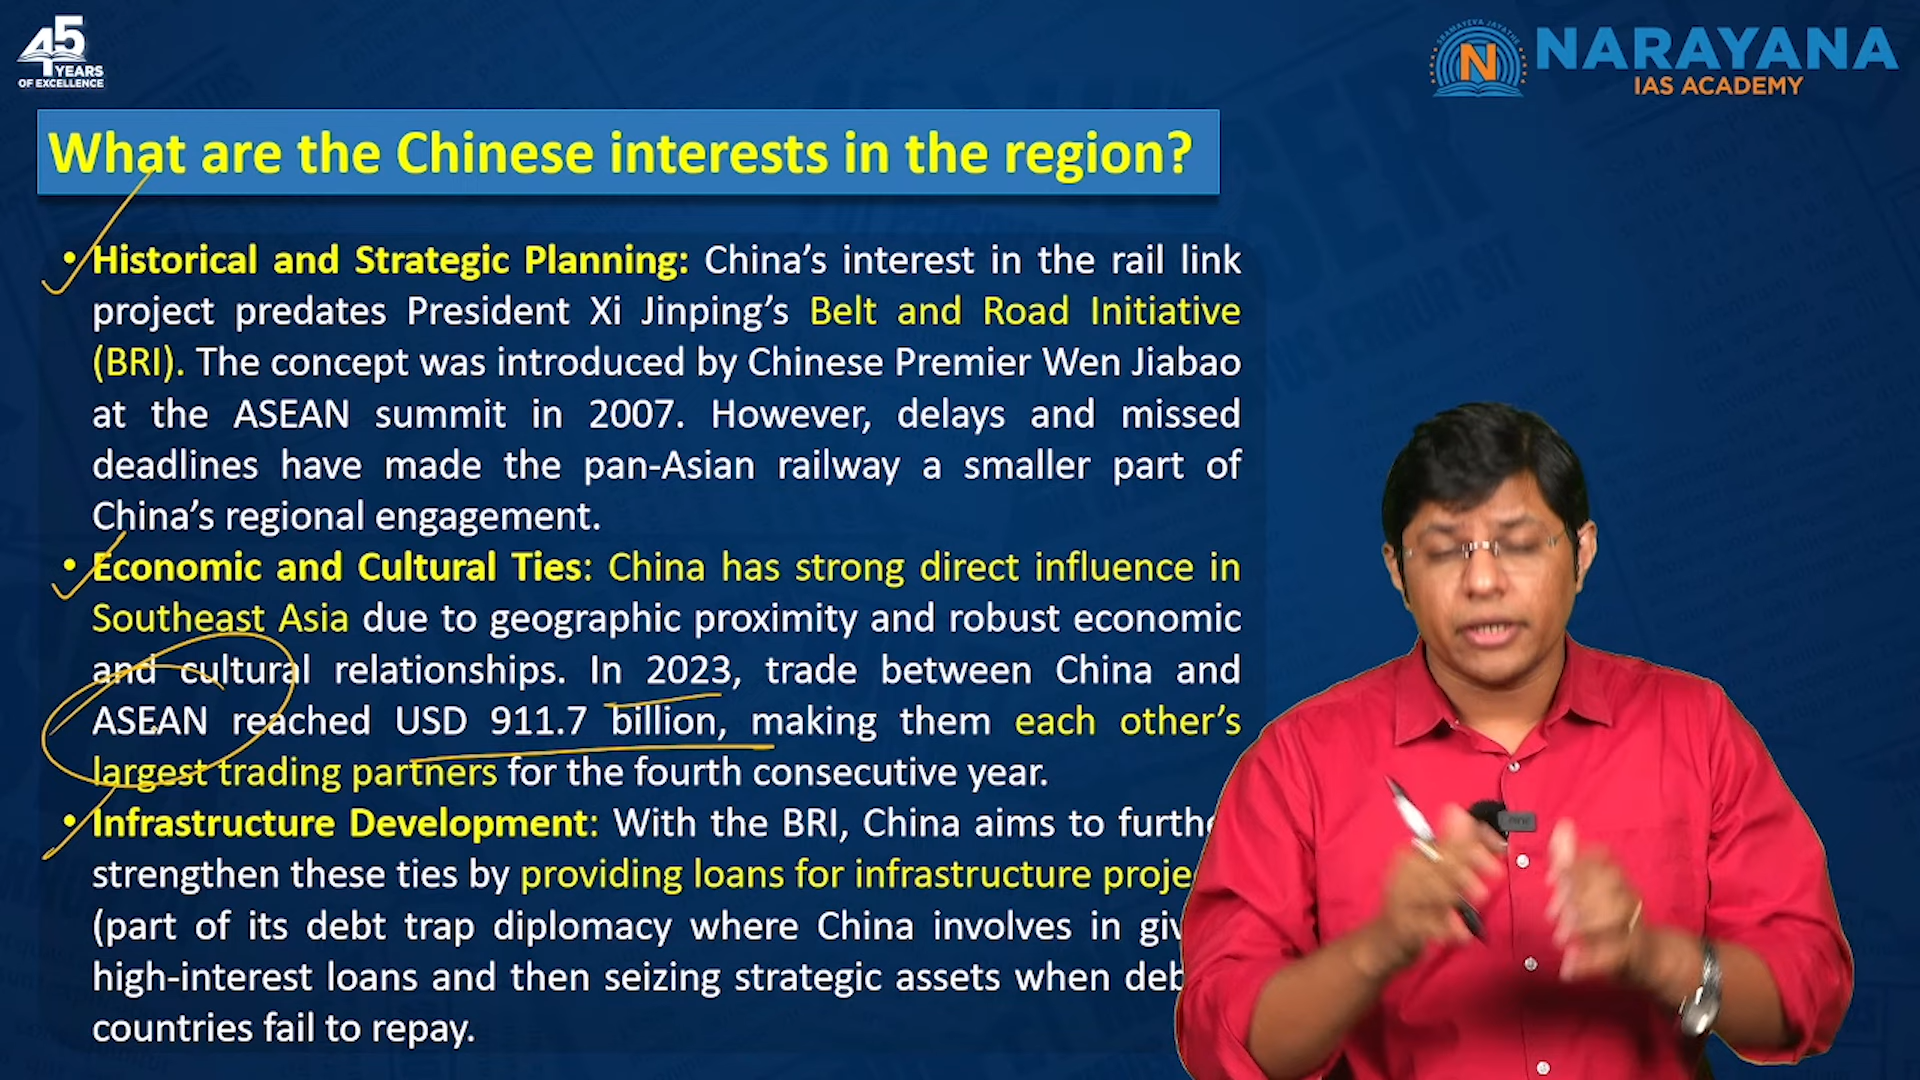 45
YEARS
OF EXCELLENCE
SRAMAYEVA JAYATHE
N
NARAYANA
IAS ACADEMY
What are the Chinese interests in the region?
• Historical and Strategic Planning: China’s interest in the rail link
project predates President Xi Jinping’s Belt and Road Initiative
(BRI). The concept was introduced by Chinese Premier Wen Jiabao
at the ASEAN summit in 2007. However, delays and missed
deadlines have made the pan-Asian railway a smaller part of
China’s regional engagement.
• Economic and Cultural Ties: China has strong direct influence in
Southeast Asia due to geographic proximity and robust economic
and cultural relationships. In 2023, trade between China and
ASEAN reached USD 911.7 billion, making them each other’s
largest trading partners for the fourth consecutive year.
• Infrastructure Development: With the BRI, China aims to
strengthen these ties by providing loans for infrastructure
(part of its debt trap diplomacy where China involves in
high-interest loans and then seizing strategic assets when
countries fail to repay.